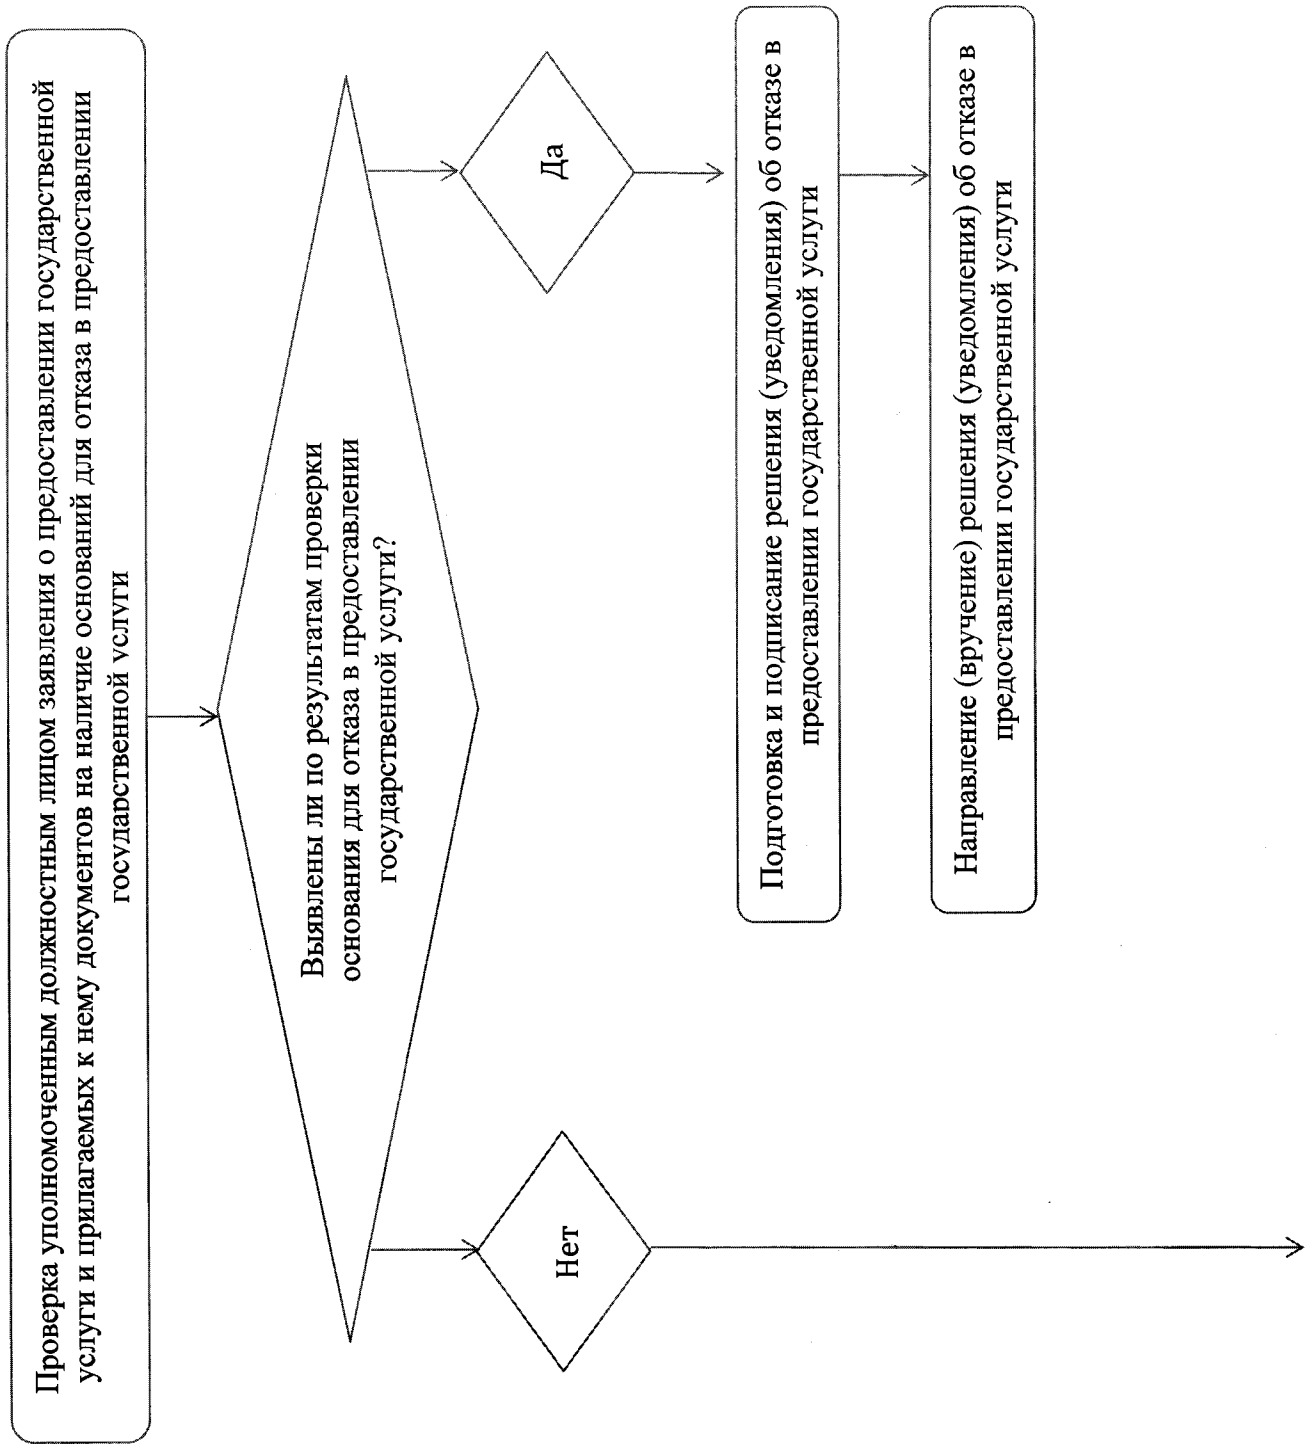 Проверка уполномоченным должностным лицом заявления о предоставлении государственной
услуги и прилагаемых к нему документов на наличие оснований для отказа в предоставлении
государственной услуги
Выявлены ли по результатам проверки
основания для отказа в предоставлении
государственной услуги?
Нет
Да
Подготовка и подписание решения (уведомления) об отказе в
предоставлении государственной услуги
Направление (вручение) решения (уведомления) об отказе в
предоставлении государственной услуги